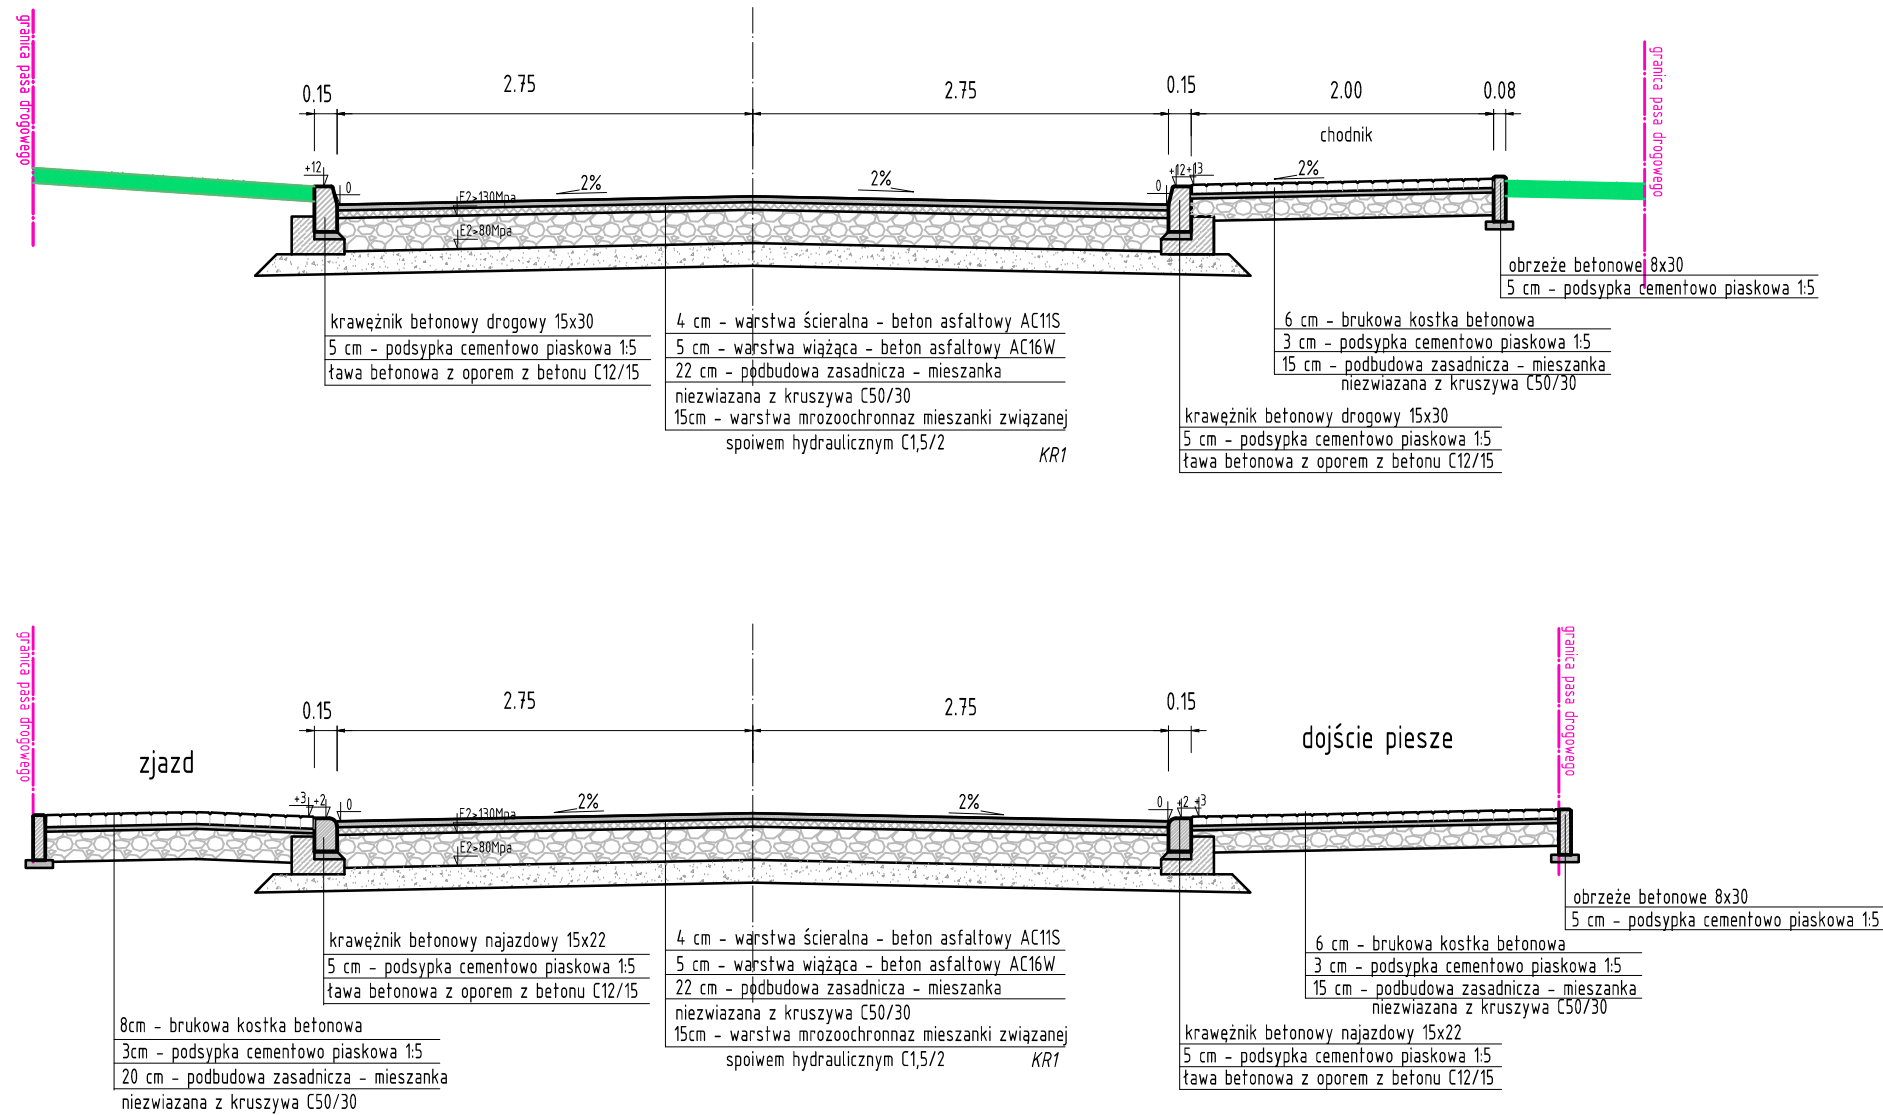 granica pasa drogowego
0.15
2.75
2.75
0.15
2.00
0.08
chodnik
granica pasa drogowego
+12
0
E2>130Mpa
2%
2%
0
+12
+13
2%
E2>80Mpa
obrzeże betonowe 8x30
5 cm - podsypka cementowo piaskowa 1:5
krawężnik betonowy drogowy 15x30
5 cm - podsypka cementowo piaskowa 1:5
ława betonowa z oporem z betonu C12/15
4 cm - warstwa ścieralna - beton asfaltowy AC11S
5 cm - warstwa wiążąca - beton asfaltowy AC16W
22 cm - podbudowa zasadnicza - mieszanka
niezwiazana z kruszywa C50/30
15cm - warstwa mrozoochronnaz mieszanki związanej
spoiwem hydraulicznym C1,5/2
KR1
6 cm - brukowa kostka betonowa
3 cm - podsypka cementowo piaskowa 1:5
15 cm - podbudowa zasadnicza - mieszanka
niezwiazana z kruszywa C50/30
krawężnik betonowy drogowy 15x30
5 cm - podsypka cementowo piaskowa 1:5
ława betonowa z oporem z betonu C12/15
granica pasa drogowego
zjazd
0.15
2.75
2.75
0.15
dojście piesze
granica pasa drogowego
+3
+2
0
E2>130Mpa
2%
2%
0
+2
+3
E2>80Mpa
obrzeże betonowe 8x30
5 cm - podsypka cementowo piaskowa 1:5
krawężnik betonowy najazdowy 15x22
5 cm - podsypka cementowo piaskowa 1:5
ława betonowa z oporem z betonu C12/15
4 cm - warstwa ścieralna - beton asfaltowy AC11S
5 cm - warstwa wiążąca - beton asfaltowy AC16W
22 cm - podbudowa zasadnicza - mieszanka
niezwiazana z kruszywa C50/30
15cm - warstwa mrozoochronnaz mieszanki związanej
spoiwem hydraulicznym C1,5/2
KR1
6 cm - brukowa kostka betonowa
3 cm - podsypka cementowo piaskowa 1:5
15 cm - podbudowa zasadnicza - mieszanka
niezwiazana z kruszywa C50/30
krawężnik betonowy najazdowy 15x22
5 cm - podsypka cementowo piaskowa 1:5
ława betonowa z oporem z betonu C12/15
8cm - brukowa kostka betonowa
3cm - podsypka cementowo piaskowa 1:5
20 cm - podbudowa zasadnicza - mieszanka
niezwiazana z kruszywa C50/30